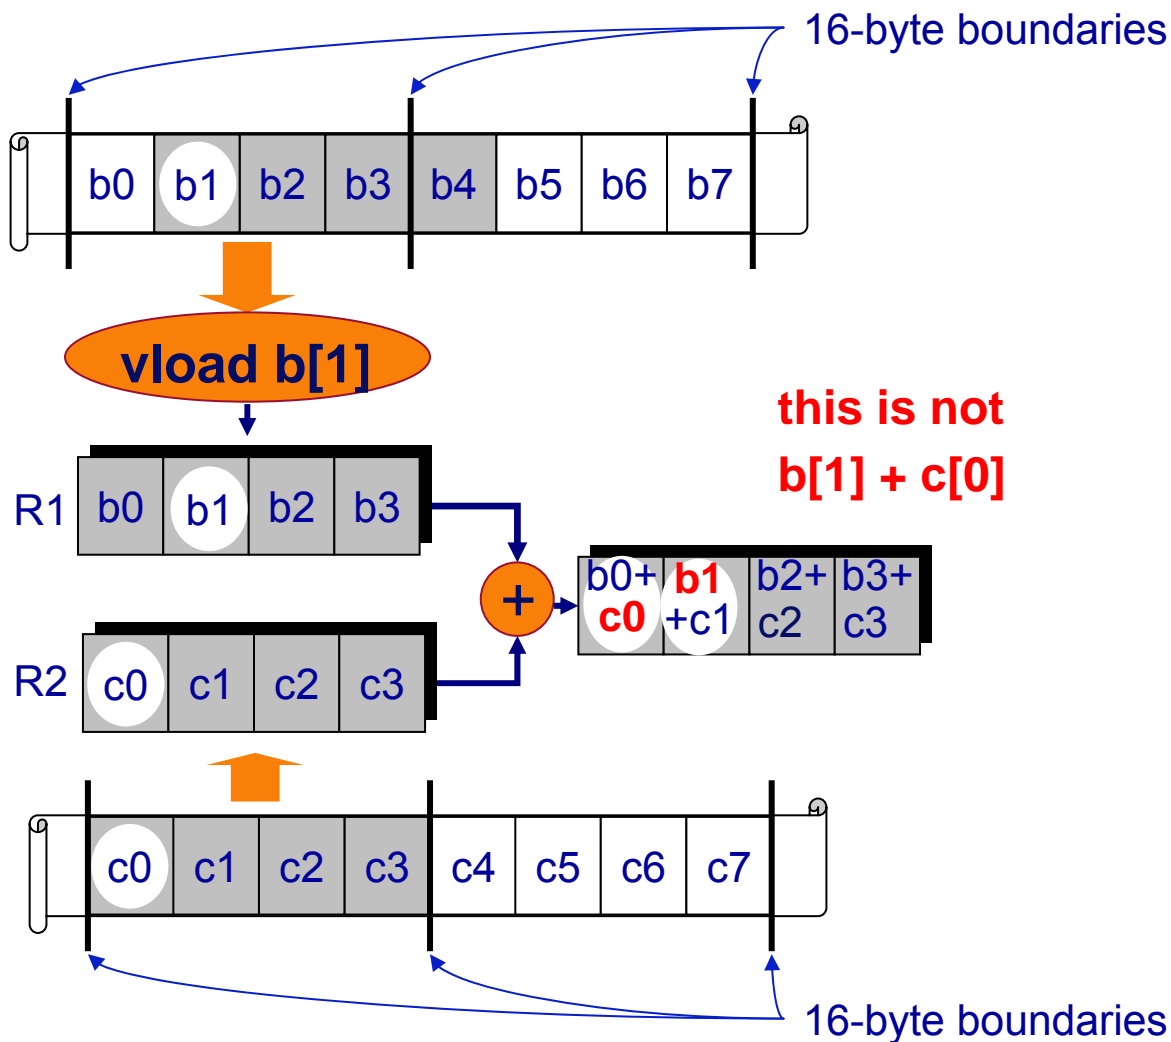 16-byte boundaries
b0 b1 b2 b3 b4 b5 b6 b7
vload b[1]
this is not
b[1] + c[0]
R1 b0 b1 b2 b3
+
b0+ b1 b2+ b3+
c0 +c1 c2 c3
R2 c0 c1 c2 c3
c0 c1 c2 c3 c4 c5 c6 c7
16-byte boundaries